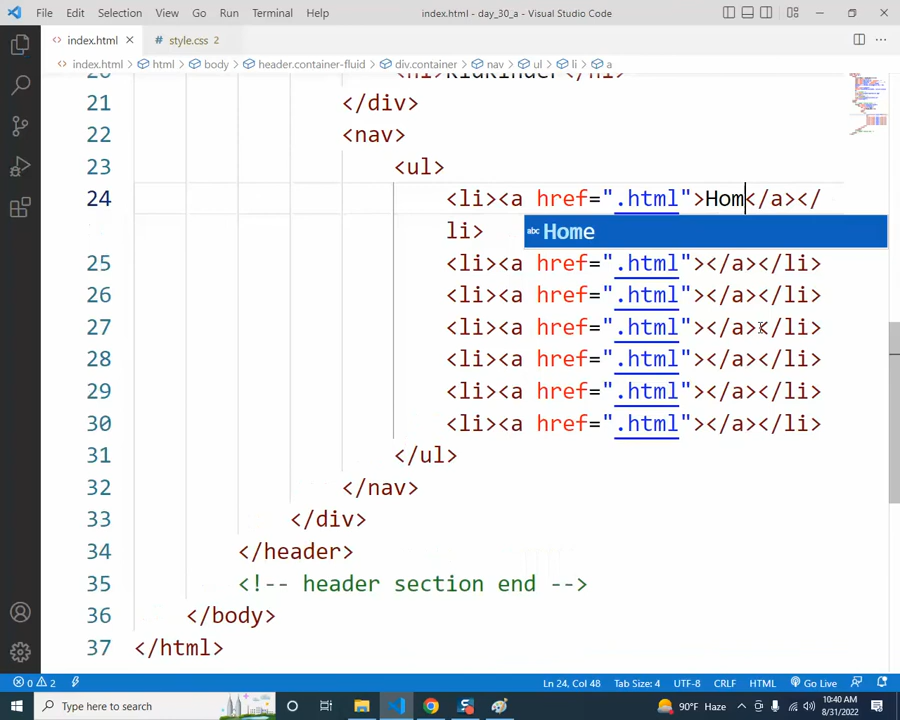 File Edit Selection View Go Run Terminal Help index.html - day_30_a - Visual Studio Code
index.html style.css 2
index.html html body header.container-fluid div.container nav ul li a
21 </div>
22 <nav>
23 <ul>
24 <li><a href=".html">Hom</a></
li>
Home
25 <li><a href=".html"></a></li>
26 <li><a href=".html"></a></li>
27 <li><a href=".html"></a></li>
28 <li><a href=".html"></a></li>
29 <li><a href=".html"></a></li>
30 <li><a href=".html"></a></li>
31 </ul>
32 </nav>
33 </div>
34 </header>
35 <!-- header section end -->
36 </body>
37 </html>
0 2 Ln 24, Col 48 Tab Size: 4 UTF-8 CRLF HTML Go Live
Type here to search 90°F Haze 10:40 AM
8/31/2022